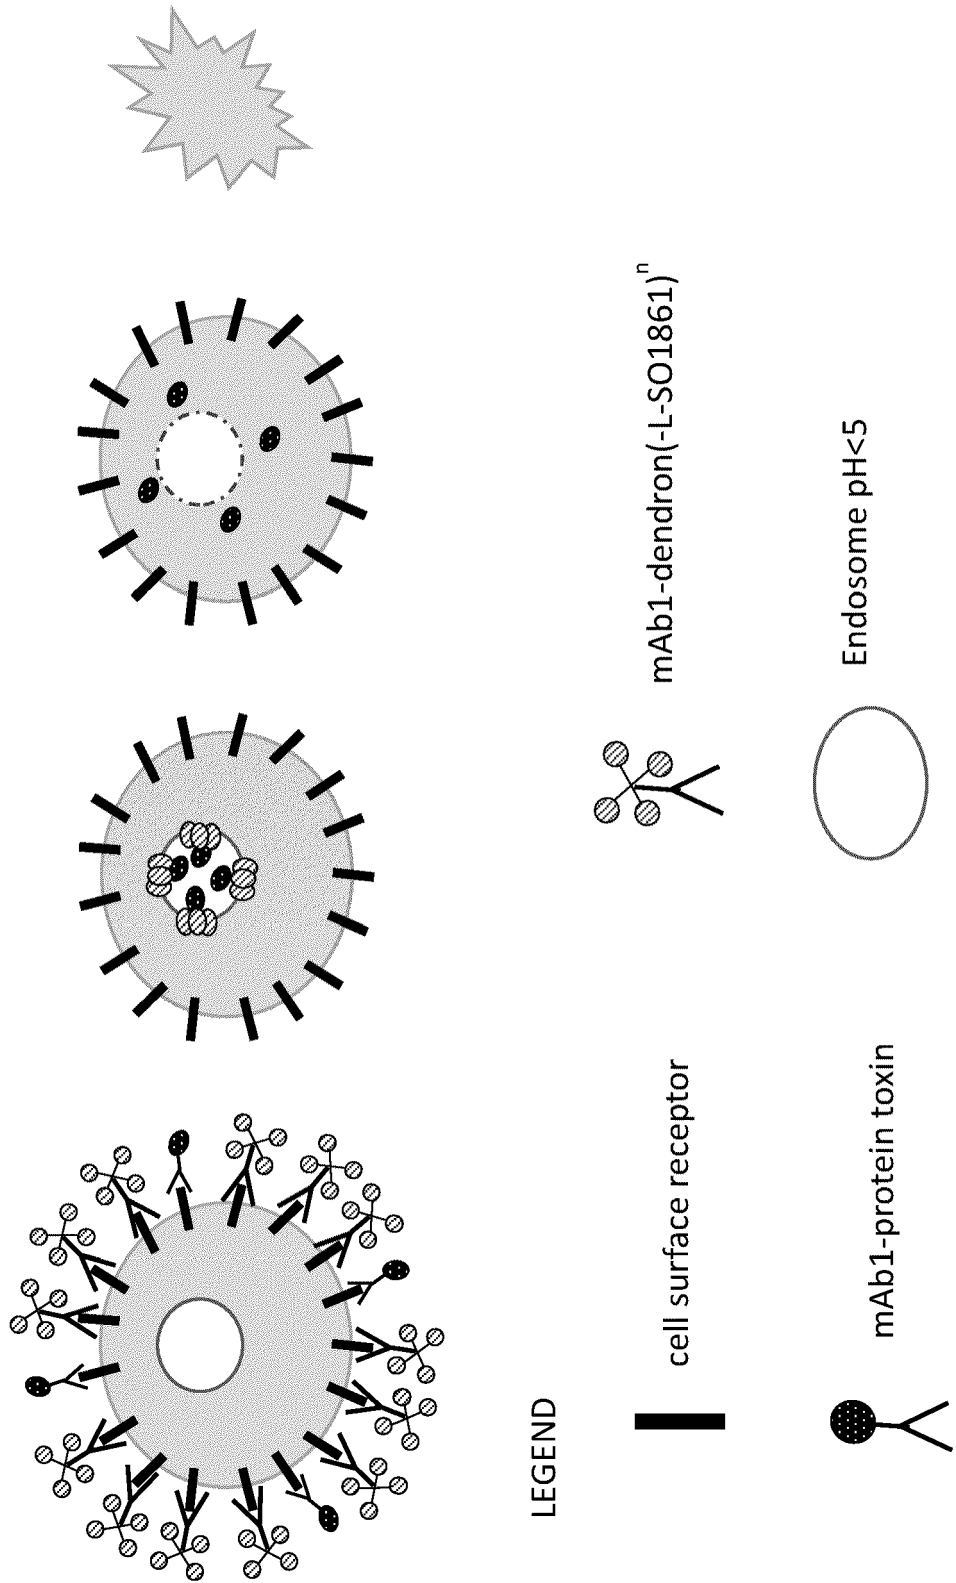 LEGEND
cell surface receptor
mAb1-dendron(-L-SO1861)n
mAb1-protein toxin
Endosome pH<5